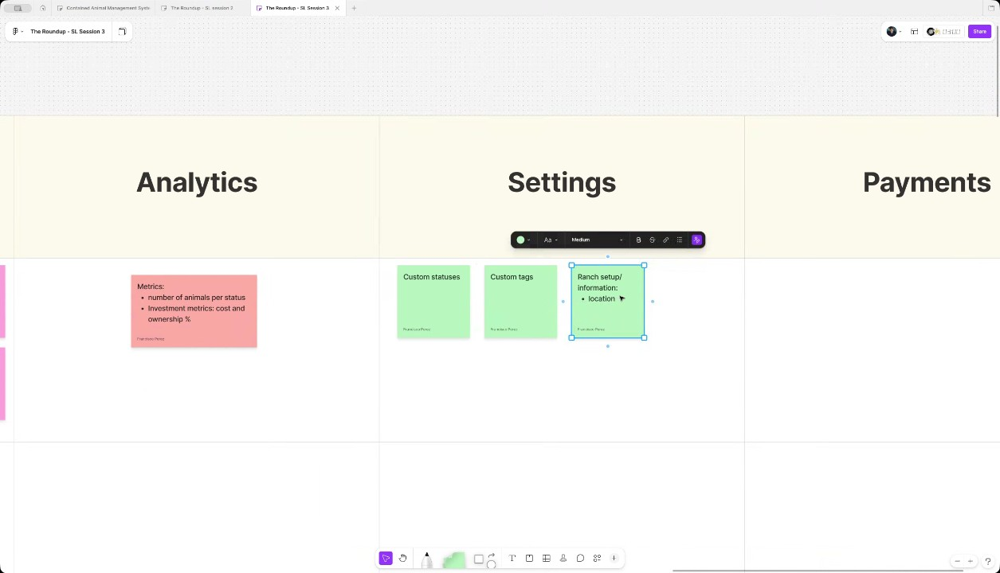 Contained Animal Management Syste
The Roundup - SL session 2
The Roundup - SL Session 3
The Roundup - SL Session 3
Share
Analytics
Settings
Payments
Aa
Medium
B
S
Metrics:
number of animals per status
Investment metrics: cost and
ownership %
Francisco Perez
Custom statuses
Francisco Perez
Custom tags
Francisco Perez
Ranch setup/
information:
location
Francisco Perez
T
?